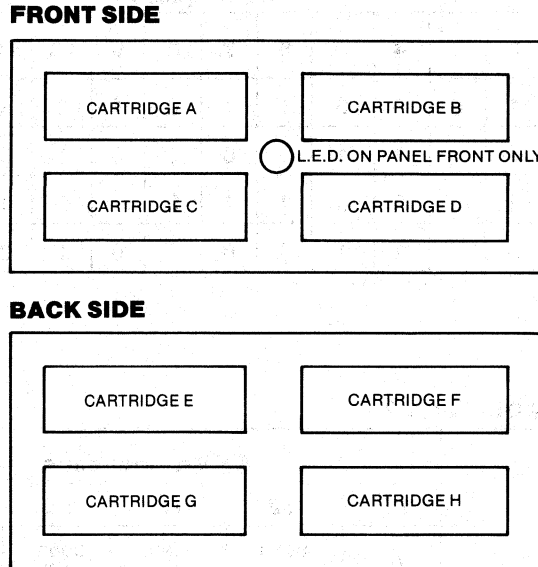 FRONT SIDE
CARTRIDGE A
CARTRIDGE B
L.E.D. ON PANEL FRONT ONLY
CARTRIDGE C
CARTRIDGE D
BACK SIDE
CARTRIDGE E
CARTRIDGE F
CARTRIDGE G
CARTRIDGE H